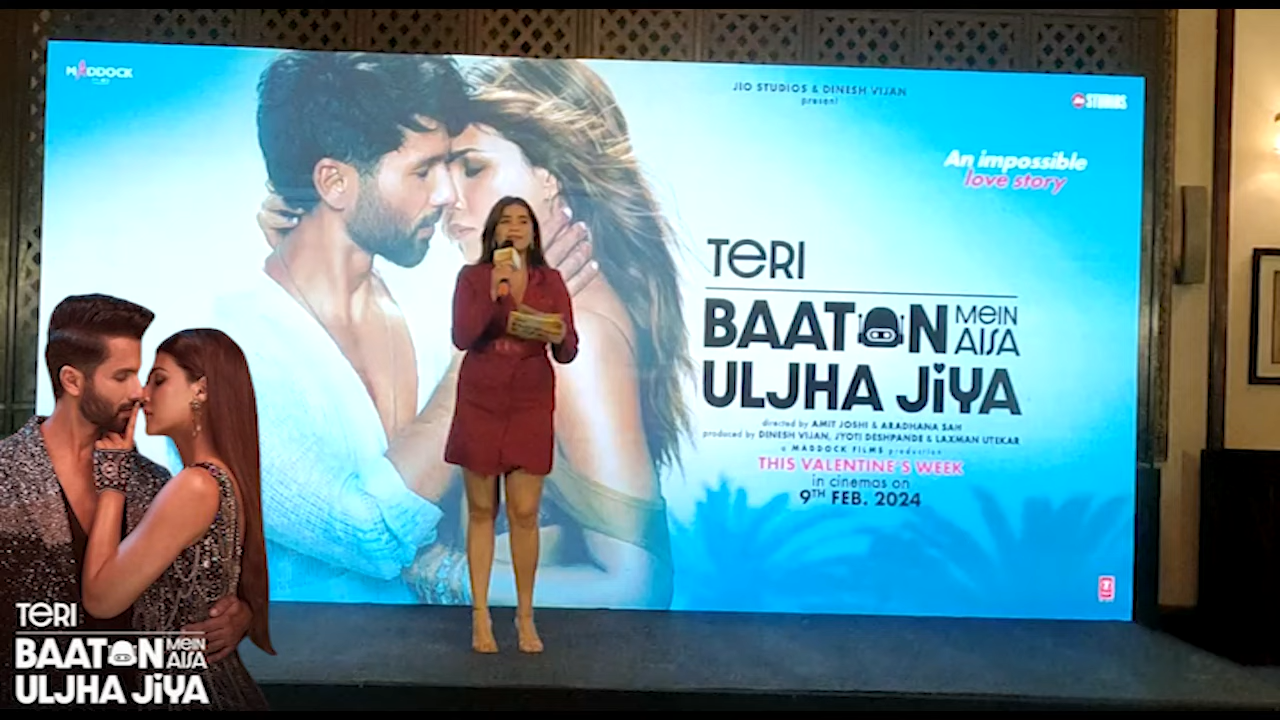 MADDOCK
JIO STUDIOS & DINESH VIJAN
present
JIO STUDIOS
An impossible
love story
TERI
BAATON MEIN
AISA
ULJHA JIYA
directed by AMIT JOSHI & ARADHANA SAH
produced by DINESH VIJAN, JYOTI DESHPANDE & LAXMAN UTEKAR
a MADDOCK FILMS production
THIS VALENTINE'S WEEK
in cinemas on
9TH FEB. 2024
TERI
BAATON MEIN
AISA
ULJHA JIYA